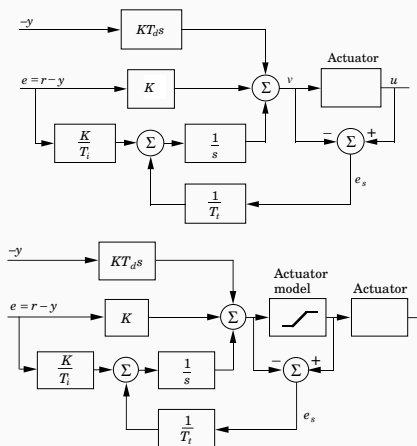 −y
KT_d s
Actuator
e = r − y
K
Σ
v
u
K/T_i
Σ
1/s
−
Σ
+
e_s
1/T_t
−y
KT_d s
Actuator model
Actuator
e = r − y
K
Σ
K/T_i
Σ
1/s
−
Σ
+
e_s
1/T_t